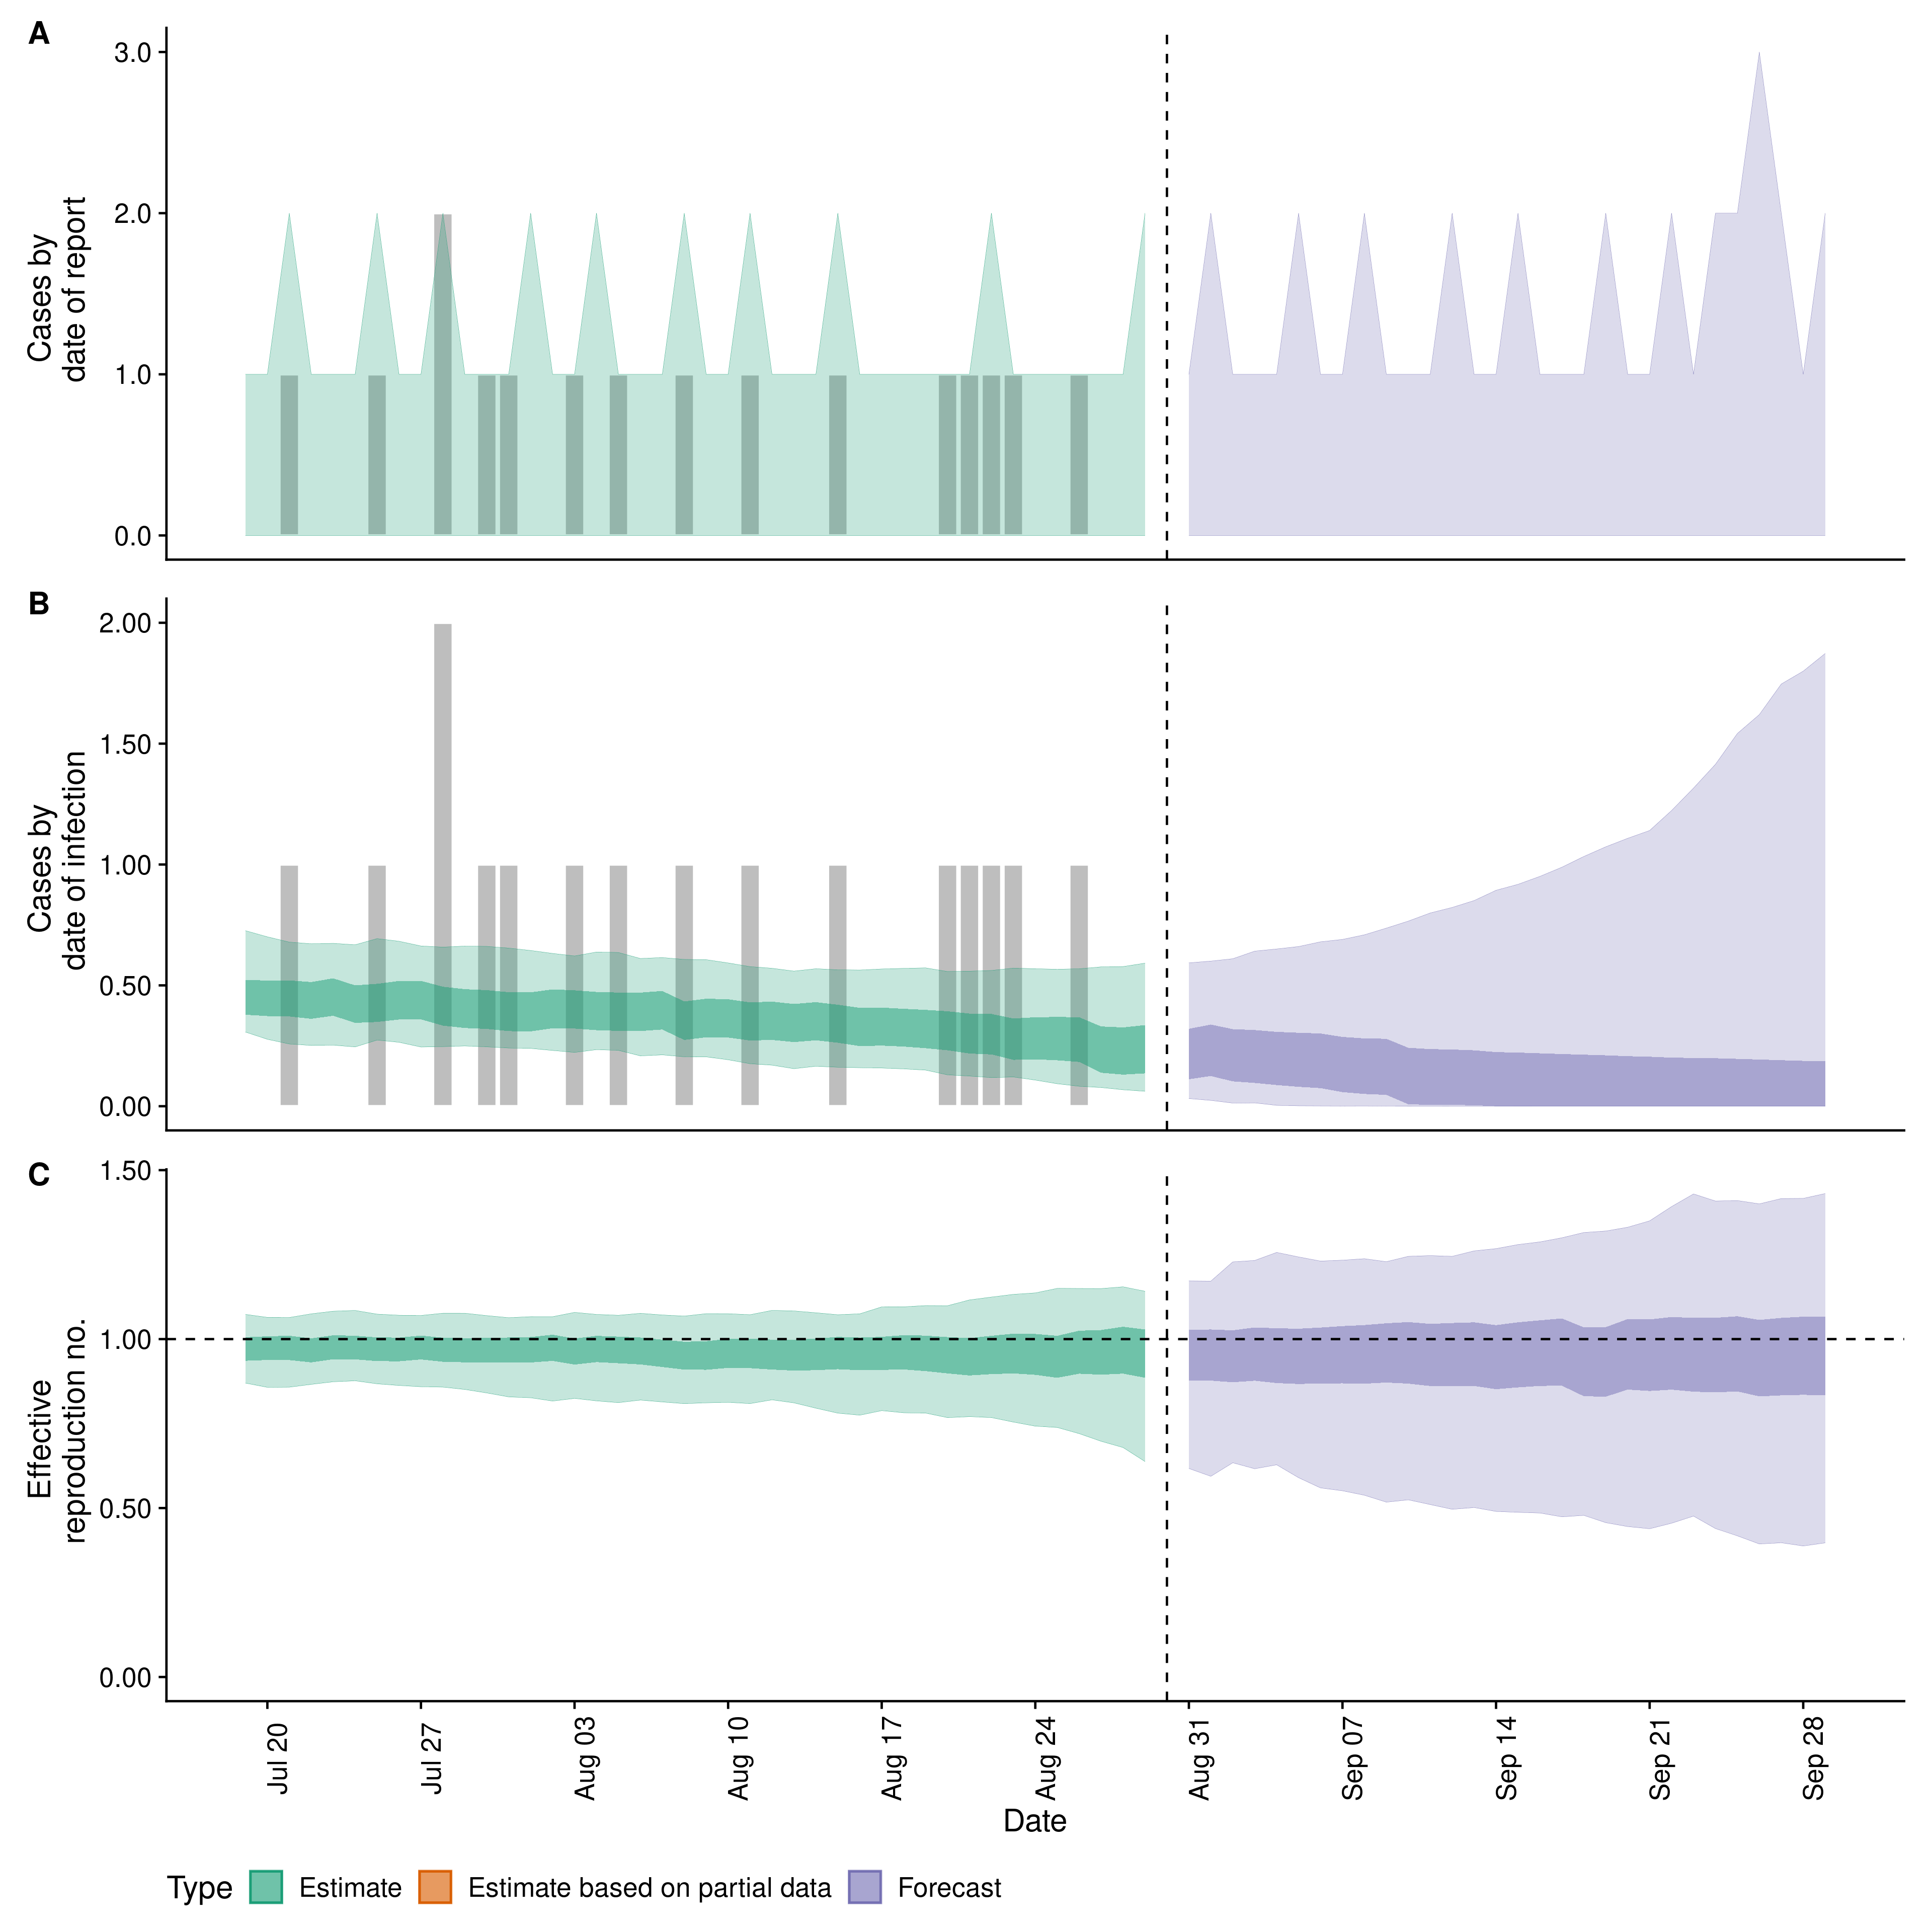 A
Cases by
date of report
3.0
2.0
1.0
0.0
B
Cases by
date of infection
2.00
1.50
1.00
0.50
0.00
C
Effective
reproduction no.
1.50
1.00
0.50
0.00
Jul 20
Jul 27
Aug 03
Aug 10
Aug 17
Aug 24
Aug 31
Sep 07
Sep 14
Sep 21
Sep 28
Date
Type Estimate Estimate based on partial data Forecast